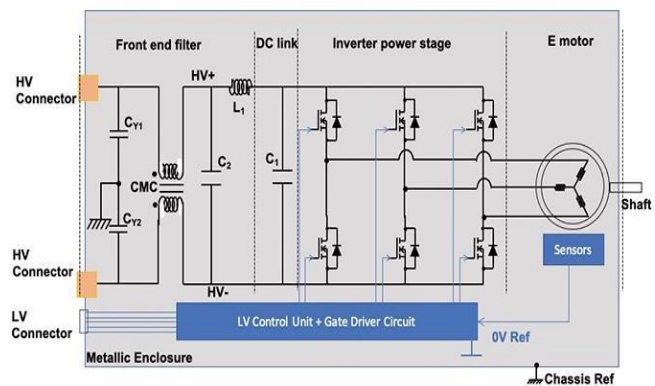 Front end filter
DC link
Inverter power stage
E motor
HV
Connector
HV+
L1
CY1
CMC
C2
C1
CY2
Shaft
HV
Connector
Sensors
HV-
LV
Connector
LV Control Unit + Gate Driver Circuit
0V Ref
Metallic Enclosure
Chassis Ref